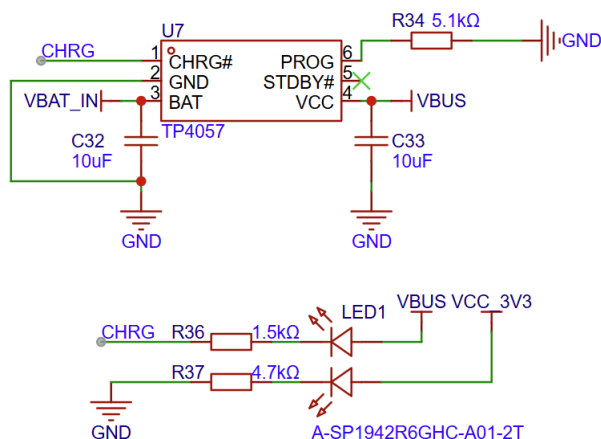 U7
R34 5.1kΩ
CHRG
1 CHRG# PROG 6
GND
2 GND STDBY# 5
VBAT_IN 3 BAT VCC 4 VBUS
TP4057
C32
10uF
C33
10uF
GND
GND
LED1 VBUS VCC_3V3
CHRG R36 1.5kΩ
R37 4.7kΩ
GND
A-SP1942R6GHC-A01-2T